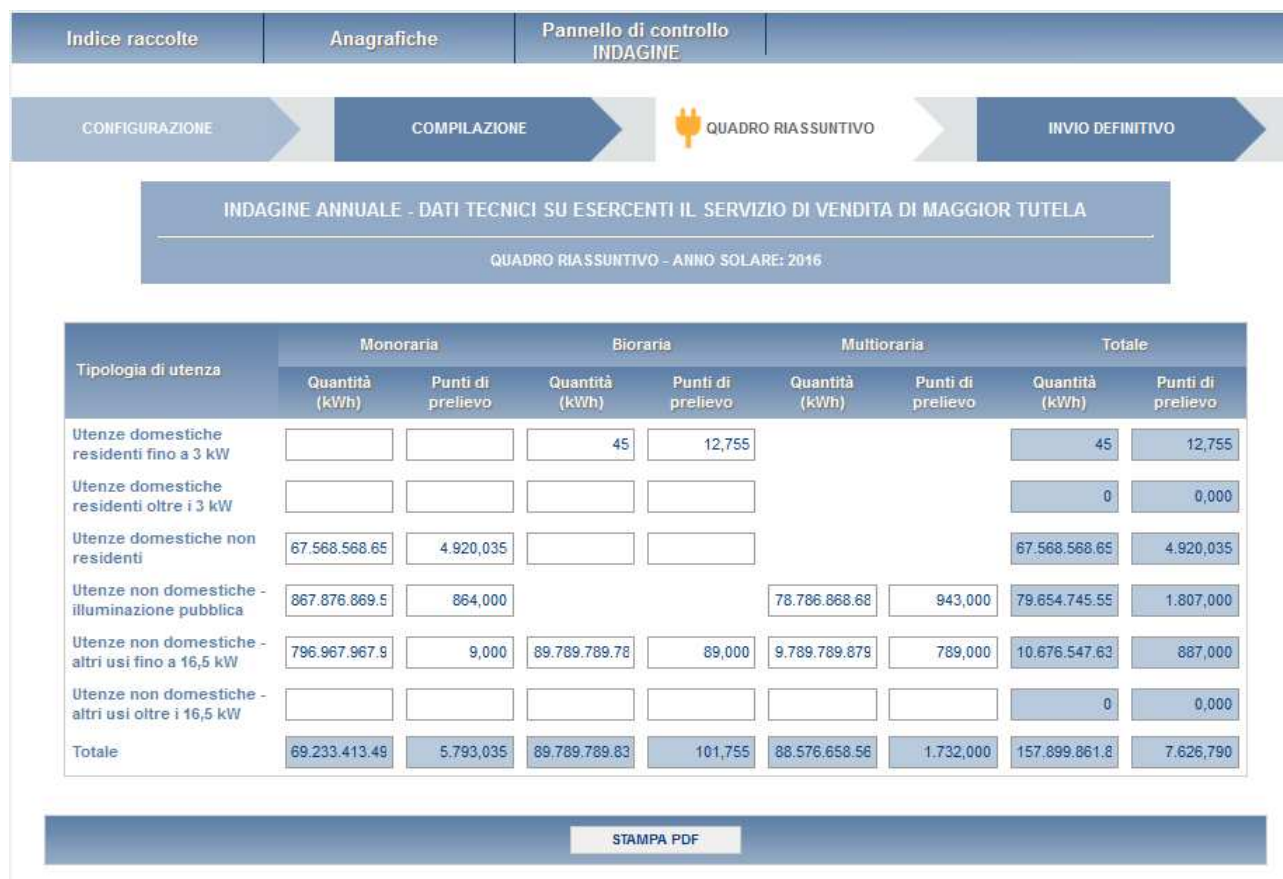 Indice raccolte Anagrafiche Pannello di controllo
INDAGINE
CONFIGURAZIONE COMPILAZIONE QUADRO RIASSUNTIVO INVIO DEFINITIVO
INDAGINE ANNUALE - DATI TECNICI SU ESERCENTI IL SERVIZIO DI VENDITA DI MAGGIOR TUTELA
QUADRO RIASSUNTIVO - ANNO SOLARE: 2016
Tipologia di utenza Monoraria Bioraria Multioraria Totale
Quantità Punti di Quantità Punti di Quantità Punti di Quantità Punti di
(kWh) prelievo (kWh) prelievo (kWh) prelievo (kWh) prelievo
Utenze domestiche
residenti fino a 3 kW 45 12,755 45 12,755
Utenze domestiche
residenti oltre i 3 kW 0 0,000
Utenze domestiche non
residenti 67.568.568.65 4.920,035 67.568.568.65 4.920,035
Utenze non domestiche -
illuminazione pubblica 867.876.869.5 864,000 78.786.868.68 943,000 79.654.745.55 1.807,000
Utenze non domestiche -
altri usi fino a 16,5 kW 796.967.967.9 9,000 89.789.789.78 89,000 9.789.789.879 789,000 10.676.547.63 887,000
Utenze non domestiche -
altri usi oltre i 16,5 kW 0 0,000
Totale 69.233.413.49 5.793,035 89.789.789.83 101,755 88.576.658.56 1.732,000 157.899.861.8 7.626,790
STAMPA PDF